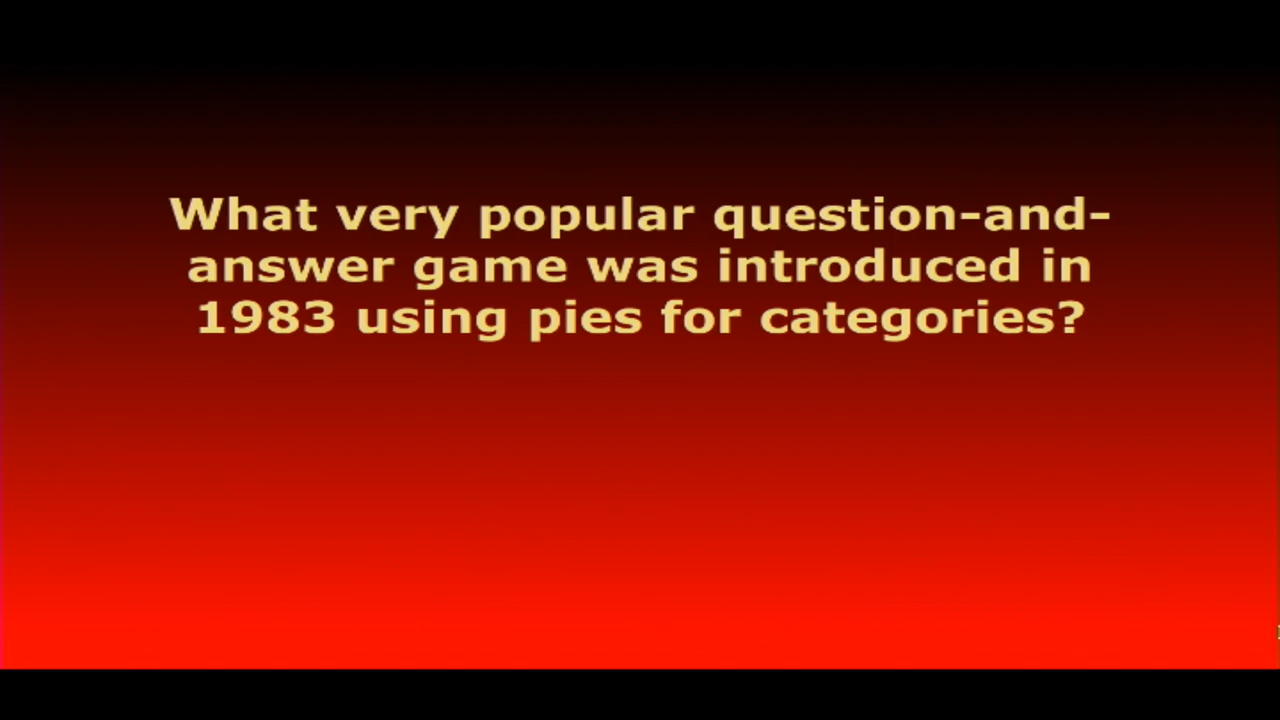 What very popular question-and-
answer game was introduced in
1983 using pies for categories?